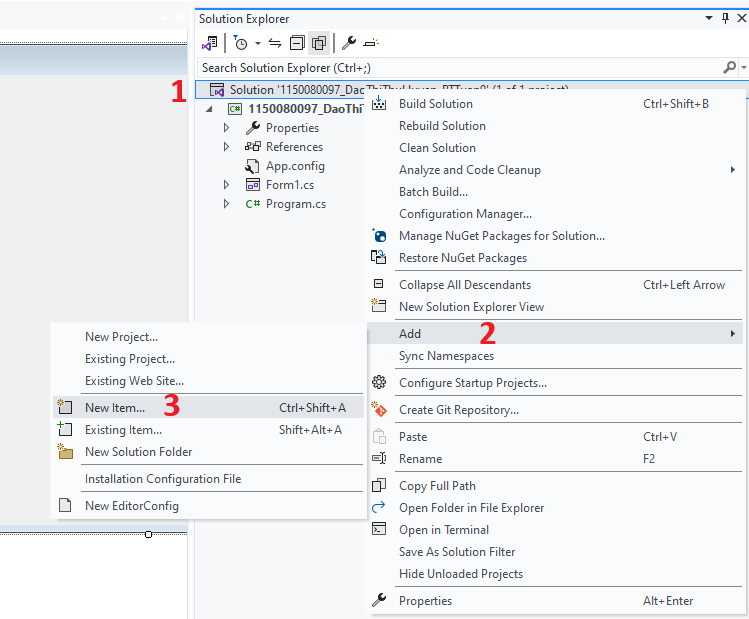 Solution Explorer
Search Solution Explorer (Ctrl+;)
1
Solution '1150080097_DaoThiThuHuyen_BTTuan9' (1 of 1 project)
1150080097_DaoThiT
Properties
References
App.config
Form1.cs
C# Program.cs
Build Solution Ctrl+Shift+B
Rebuild Solution
Clean Solution
Analyze and Code Cleanup
Batch Build...
Configuration Manager...
Manage NuGet Packages for Solution...
Restore NuGet Packages
Collapse All Descendants Ctrl+Left Arrow
New Solution Explorer View
Add 2
Sync Namespaces
Configure Startup Projects...
Create Git Repository...
Paste Ctrl+V
Rename F2
Copy Full Path
Open Folder in File Explorer
Open in Terminal
Save As Solution Filter
Hide Unloaded Projects
Properties Alt+Enter
New Project...
Existing Project...
Existing Web Site...
New Item... 3 Ctrl+Shift+A
Existing Item... Shift+Alt+A
New Solution Folder
Installation Configuration File
New EditorConfig